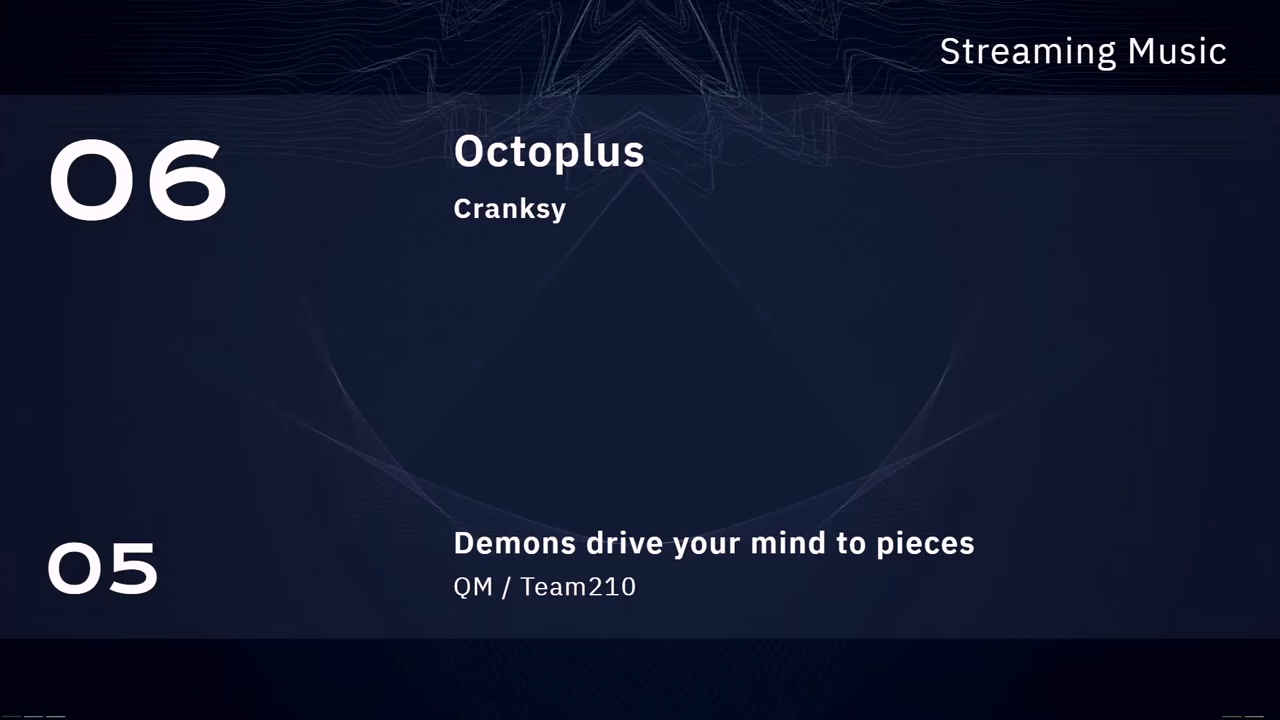 Streaming Music
06
Octoplus
Cranksy
05
Demons drive your mind to pieces
QM / Team210